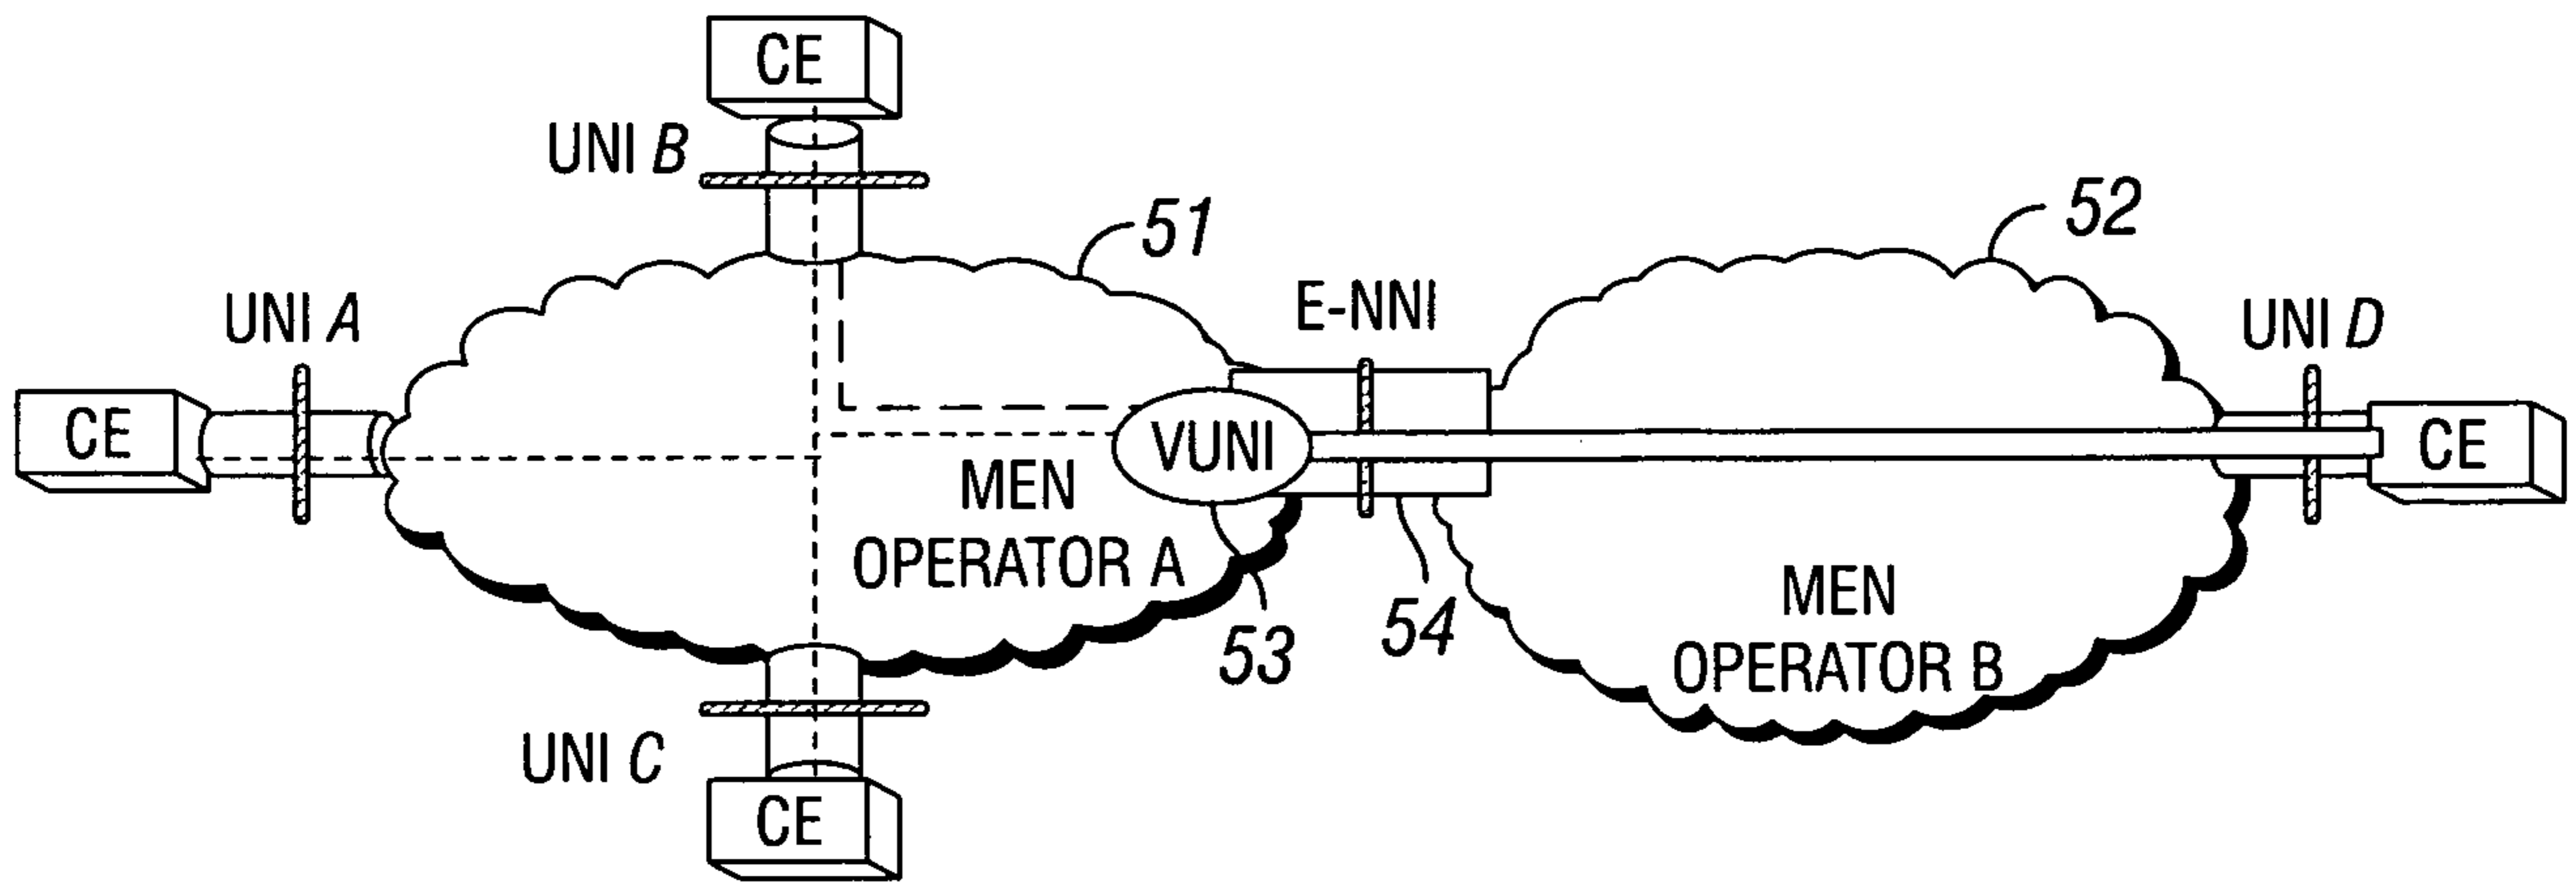 CE
UNI B
51
52
UNI A
E-NNI
UNI D
CE
VUNI
CE
MEN
OPERATOR A
53
54
MEN
OPERATOR B
UNI C
CE